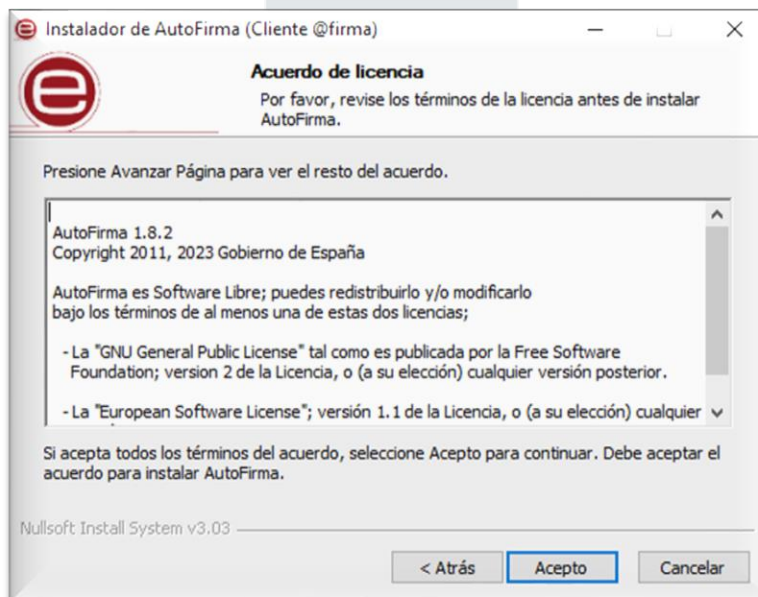 Instalador de AutoFirma (Cliente @firma)
Acuerdo de licencia
Por favor, revise los términos de la licencia antes de instalar
AutoFirma.
Presione Avanzar Página para ver el resto del acuerdo.
AutoFirma 1.8.2
Copyright 2011, 2023 Gobierno de España
AutoFirma es Software Libre; puedes redistribuirlo y/o modificarlo
bajo los términos de al menos una de estas dos licencias;
- La "GNU General Public License" tal como es publicada por la Free Software
Foundation; version 2 de la Licencia, o (a su elección) cualquier versión posterior.
- La "European Software License"; versión 1.1 de la Licencia, o (a su elección) cualquier
Si acepta todos los términos del acuerdo, seleccione Acepto para continuar. Debe aceptar el
acuerdo para instalar AutoFirma.
Nullsoft Install System v3.03
< Atrás
Acepto
Cancelar